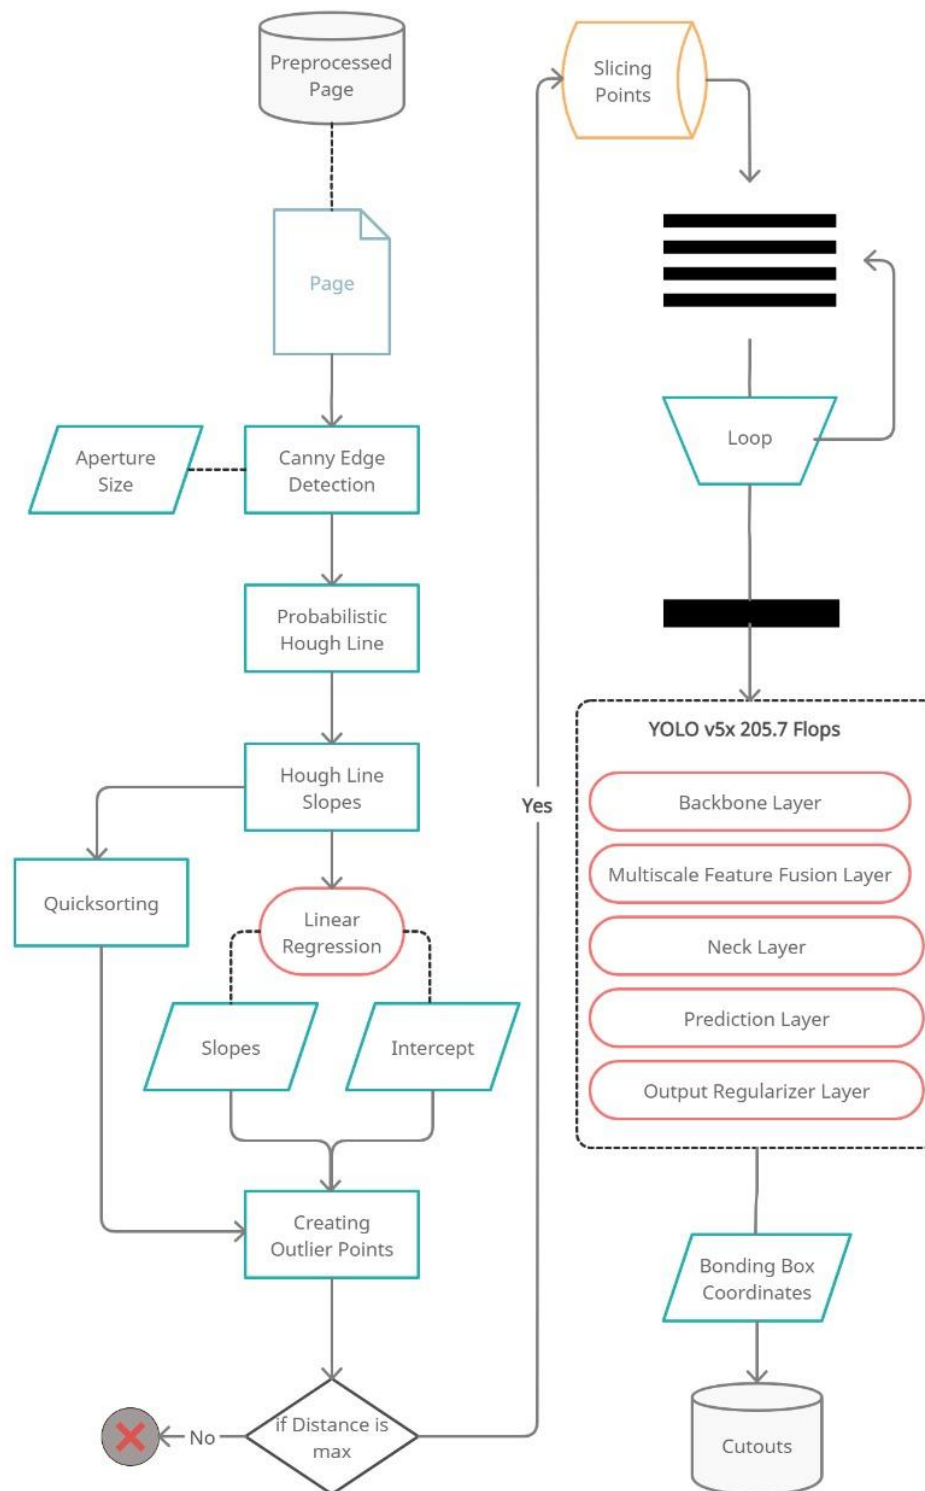 Preprocessed
Page
Page
Aperture
Size
Canny Edge
Detection
Probabilistic
Hough Line
Hough Line
Slopes
Quicksorting
Linear
Regression
Slopes
Intercept
Creating
Outlier Points
if Distance is
max
No
Yes
Slicing
Points
Loop
YOLO v5x 205.7 Flops
Backbone Layer
Multiscale Feature Fusion Layer
Neck Layer
Prediction Layer
Output Regularizer Layer
Bonding Box
Coordinates
Cutouts